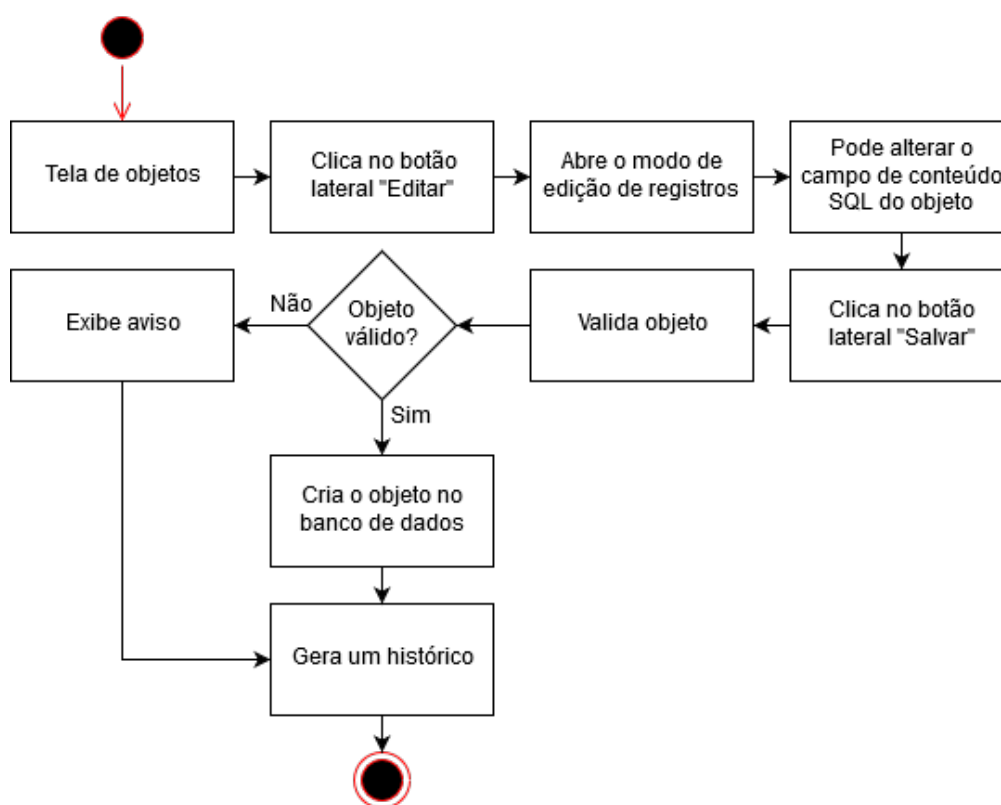 Tela de objetos
Clica no botão
lateral "Editar"
Abre o modo de
edição de registros
Pode alterar o
campo de conteúdo
SQL do objeto
Clica no botão
lateral "Salvar"
Valida objeto
Objeto
válido?
Não
Exibe aviso
Sim
Cria o objeto no
banco de dados
Gera um histórico